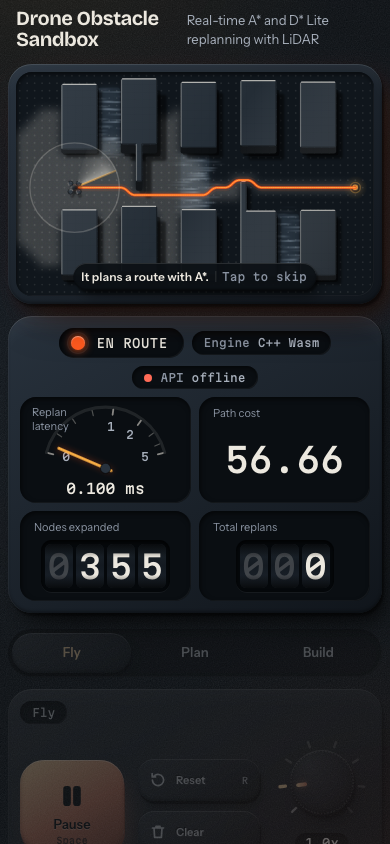 Drone Obstacle
Sandbox
Real-time A* and D* Lite
replanning with LiDAR
It plans a route with A*. Tap to skip
EN ROUTE
Engine C++ Wasm
API offline
Replan
latency
0 1 2 5
0.100 ms
Path cost
56.66
Nodes expanded
0355
Total replans
000
Fly Plan Build
Fly
Pause
Space
Reset R
Clear
1.0x